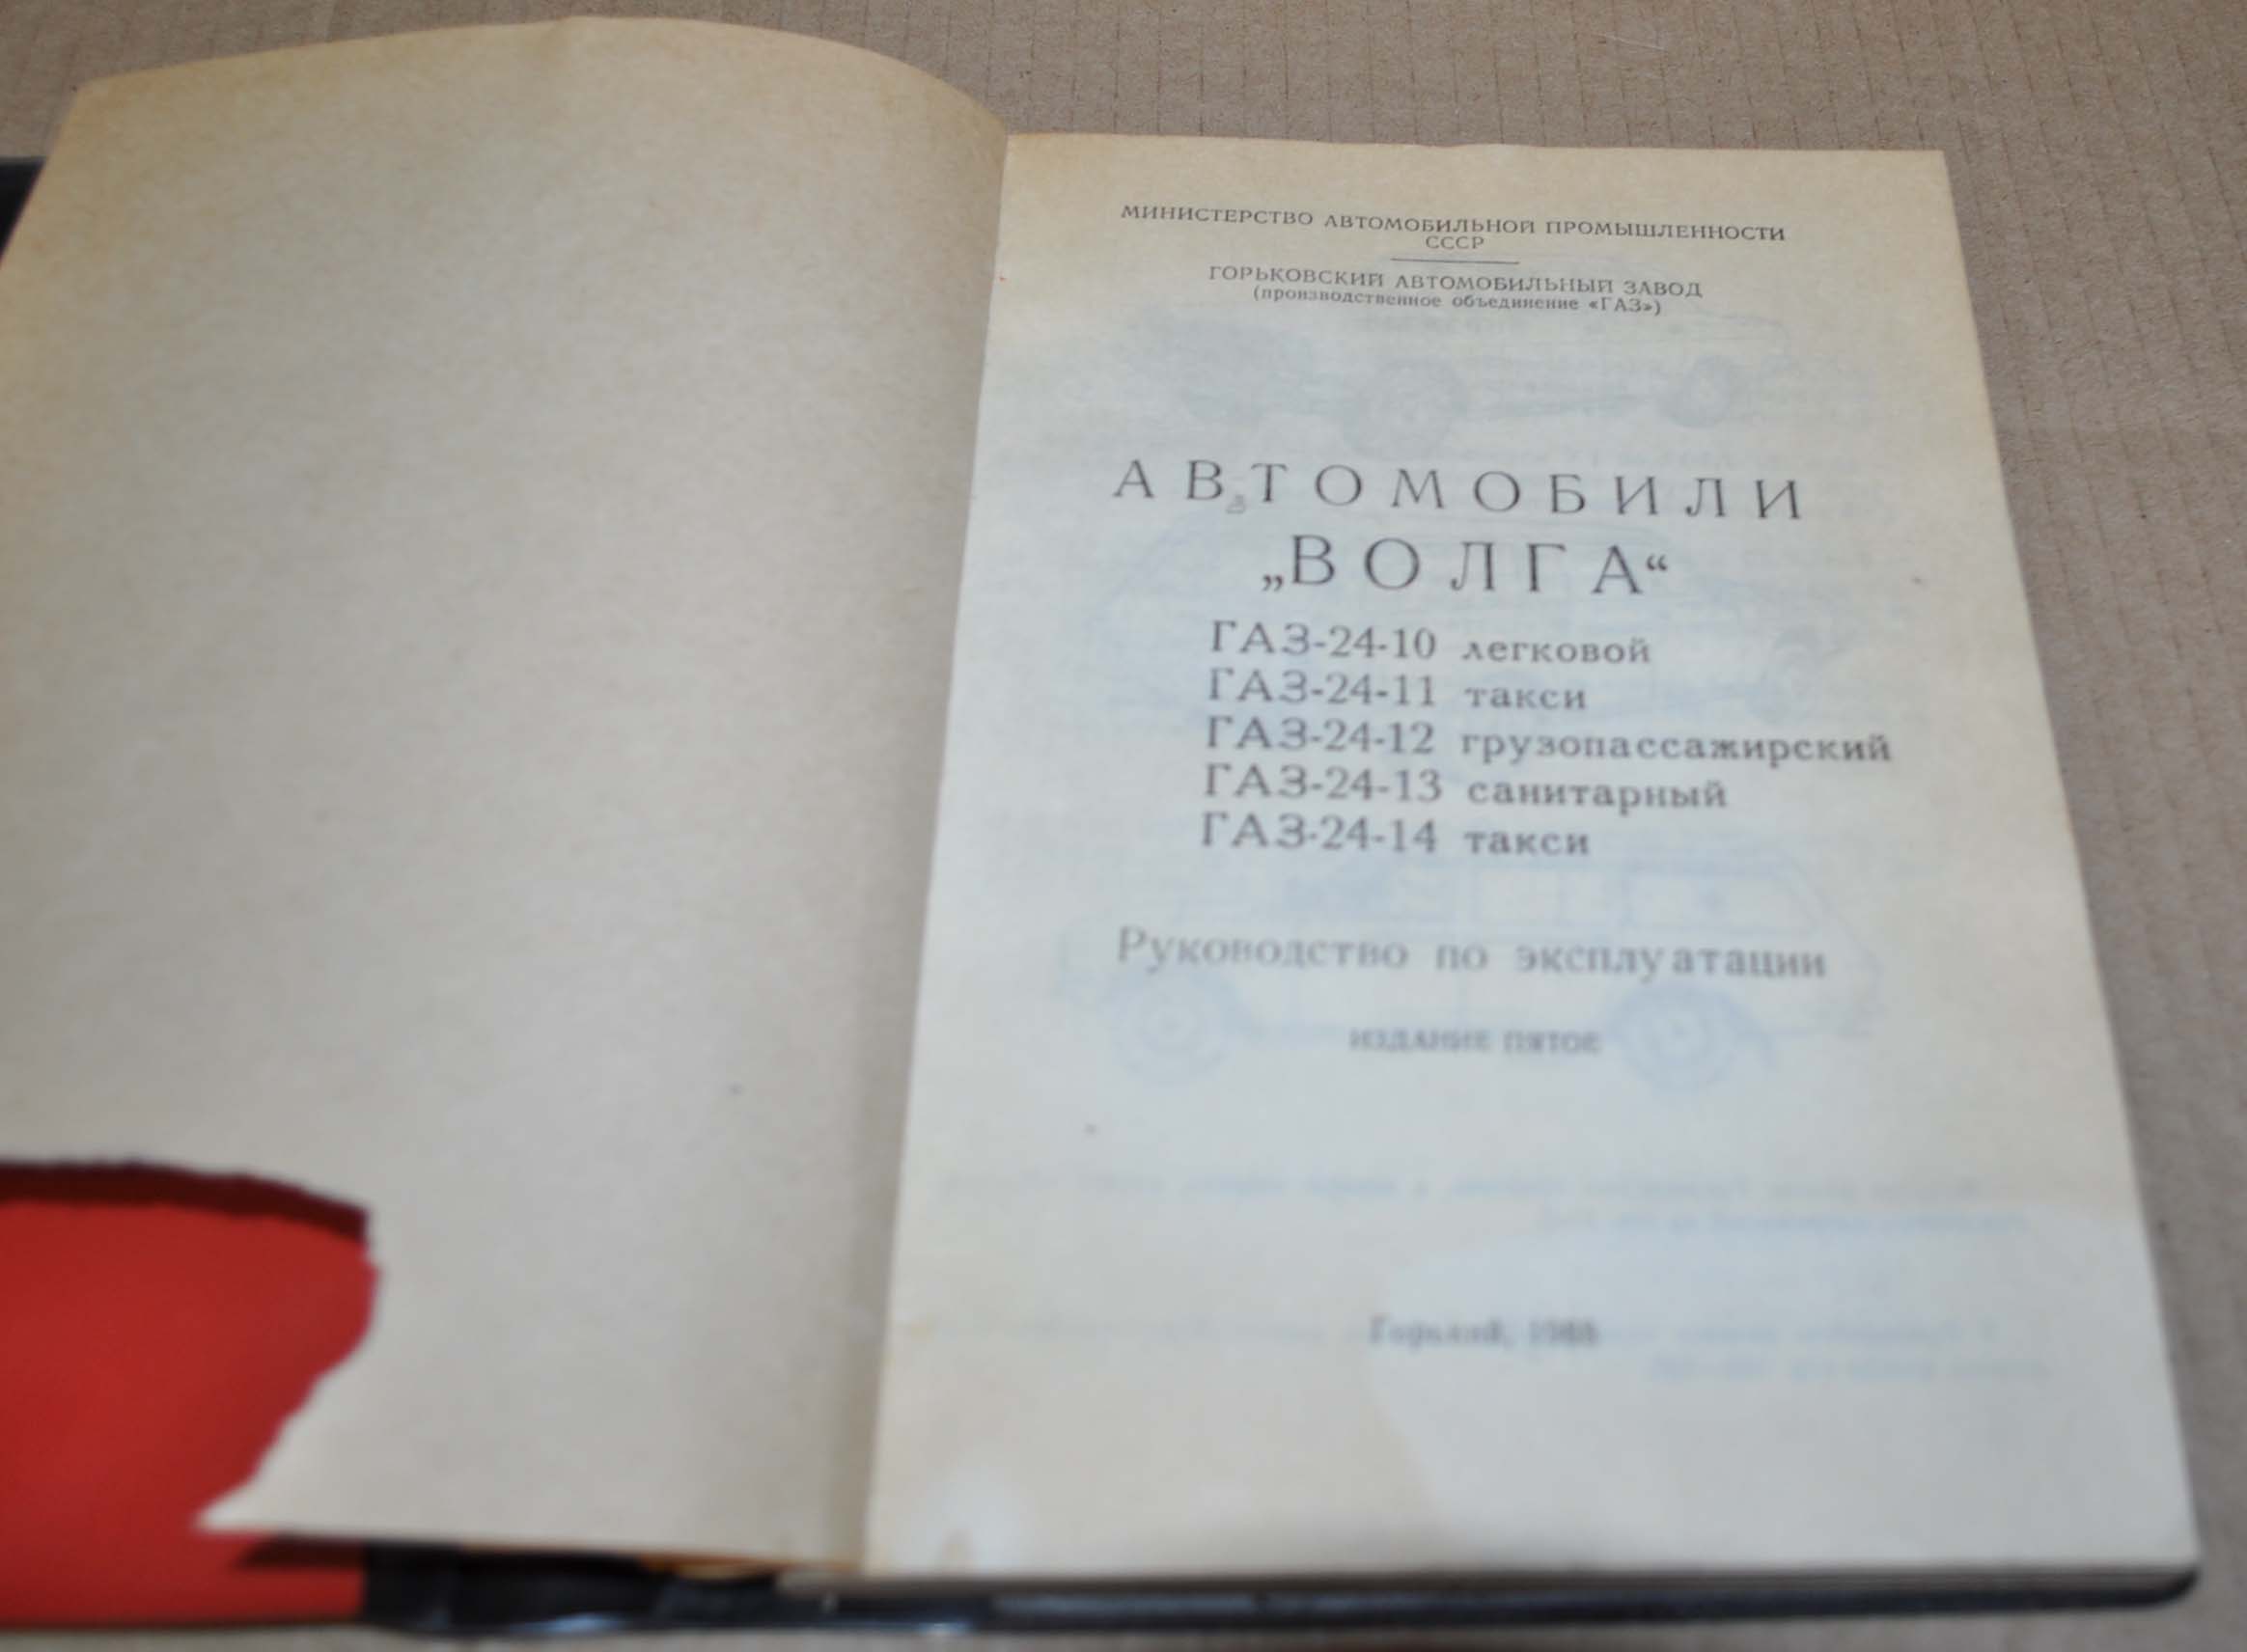 МИНИСТЕРСТВО АВТОМОБИЛЬНОЙ ПРОМЫШЛЕННОСТИ
СССР
ГОРЬКОВСКИЙ АВТОМОБИЛЬНЫЙ ЗАВОД
(производственное объединение «ГАЗ»)
АВТОМОБИЛИ
„ВОЛГА“
ГАЗ-24-10 легковой
ГАЗ-24-11 такси
ГАЗ-24-12 грузопассажирский
ГАЗ-24-13 санитарный
ГАЗ-24-14 такси
Руководство по эксплуатации
ИЗДАНИЕ ПЯТОЕ
Горький,